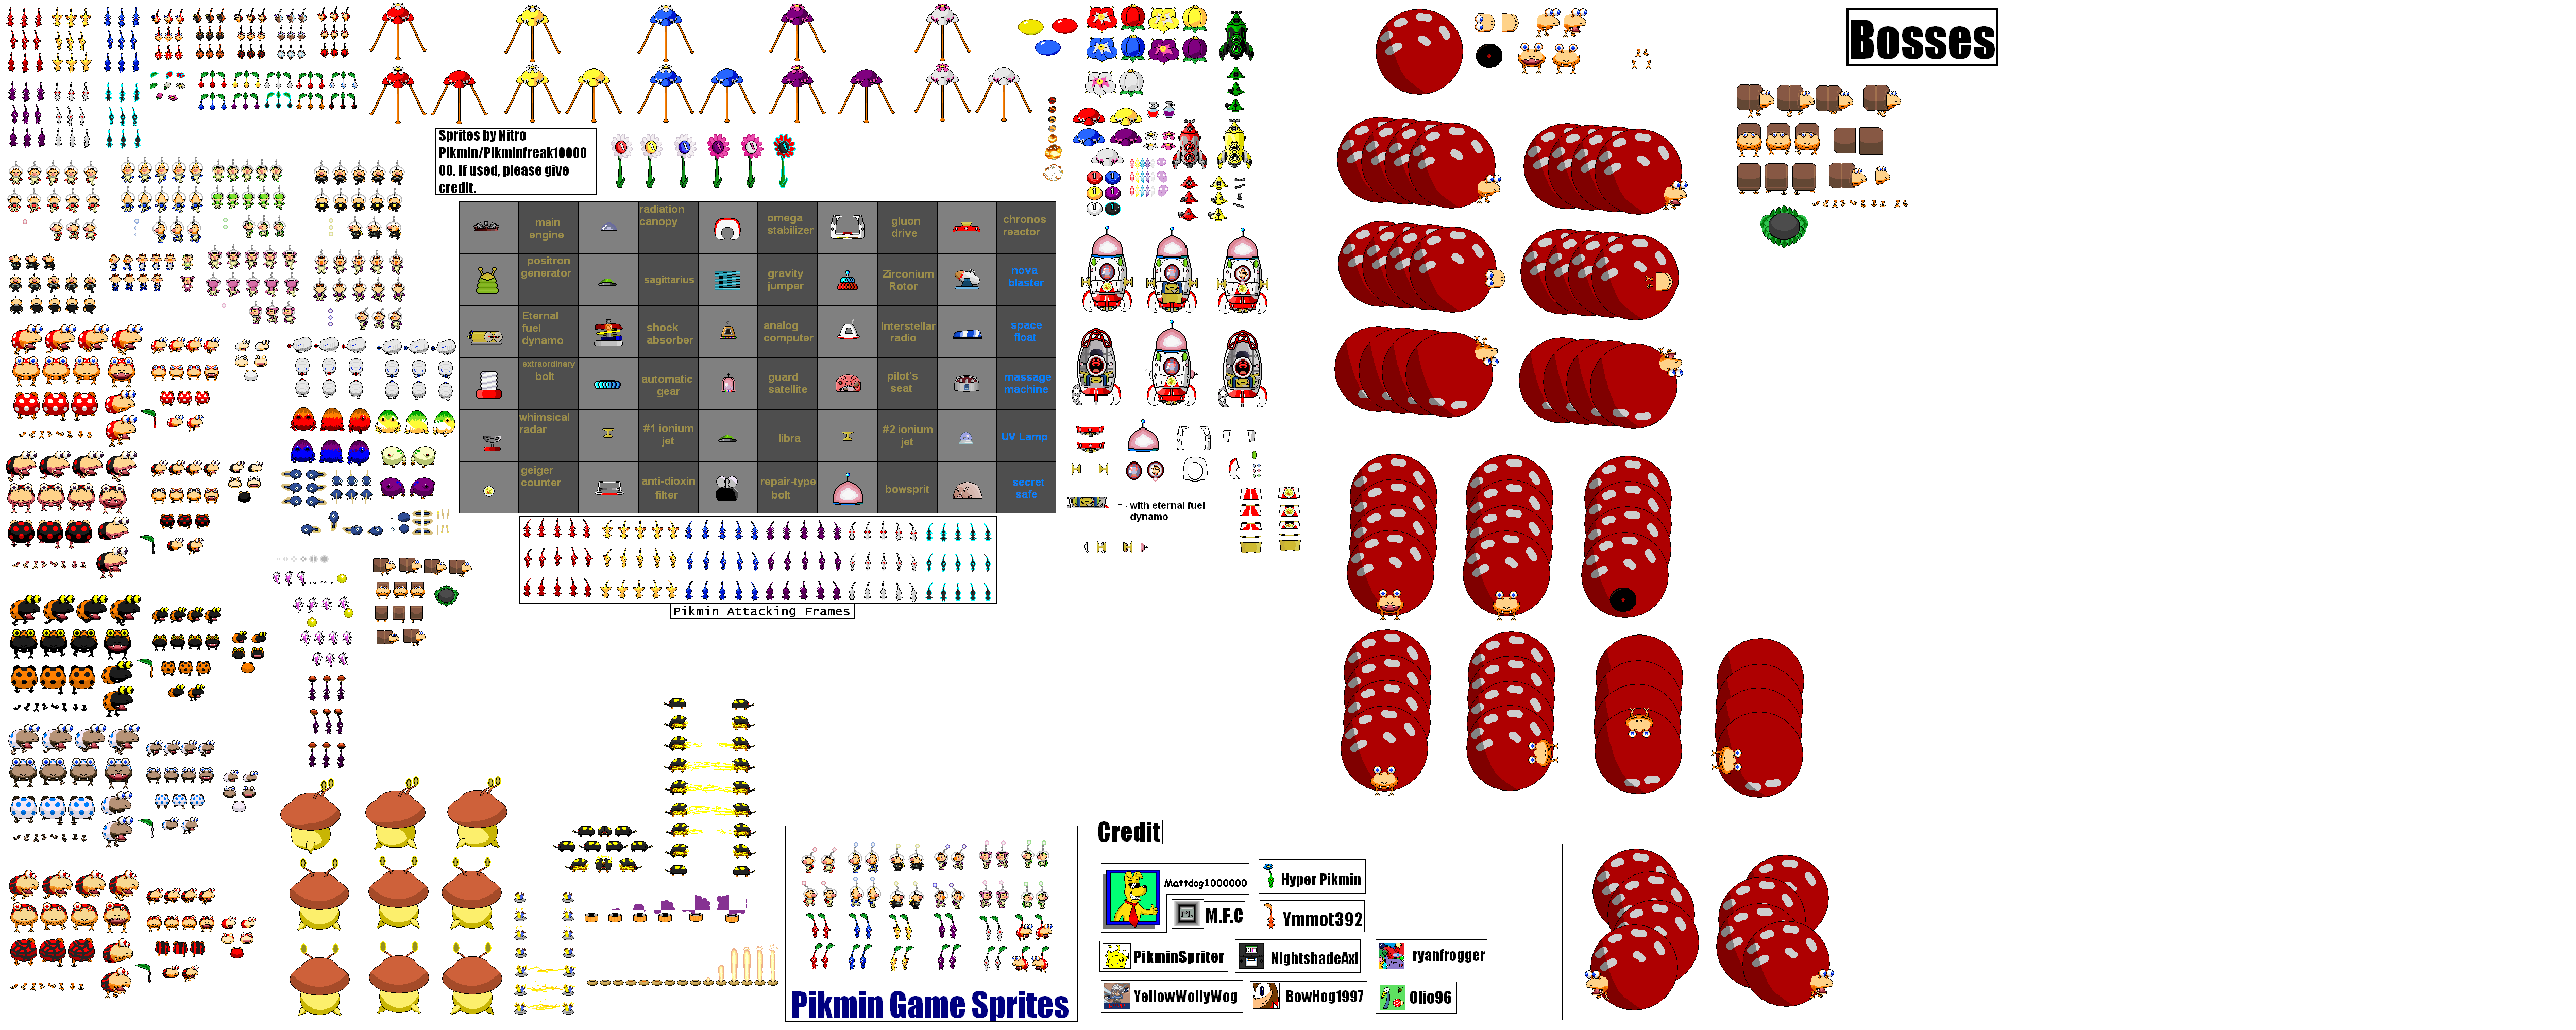 Bosses
Sprites by Nitro
Pikmin/Pikminfreak10000
00. If used, please give
credit.
main
engine
radiation
canopy
omega
stabilizer
gluon
drive
chronos
reactor
positron
generator
sagittarius
gravity
jumper
Zirconium
Rotor
nova
blaster
Eternal
fuel
dynamo
shock
absorber
analog
computer
Interstellar
radio
space
float
extraordinary
bolt
automatic
gear
guard
satellite
pilot's
seat
massage
machine
whimsical
radar
#1 ionium
jet
libra
#2 ionium
jet
UV Lamp
geiger
counter
anti-dioxin
filter
repair-type
bolt
bowsprit
secret
safe
with eternal fuel
dynamo
Pikmin Attacking Frames
Pikmin Game Sprites
Credit
Mattdog1000000
Hyper Pikmin
M.F.C
Ymmot392
PikminSpriter
NightshadeAxl
ryanfrogger
YellowWollyWog
BowHog1997
Olio96